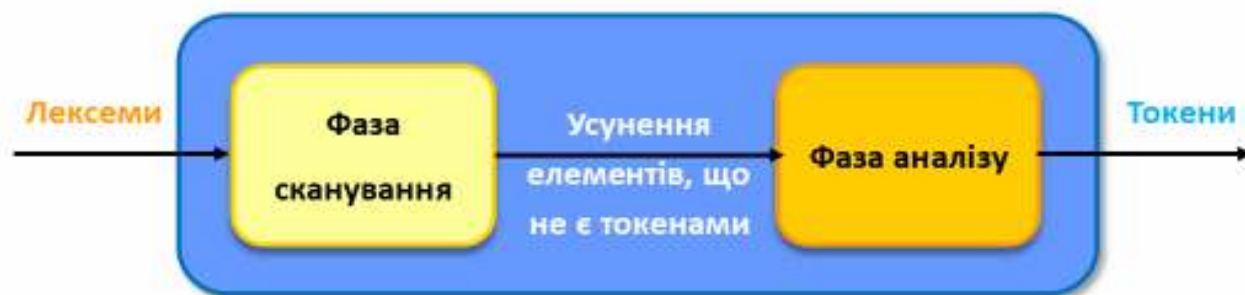 Лексеми
Фаза
сканування
Усунення
елементів, що
не є токенами
Фаза аналізу
Токени